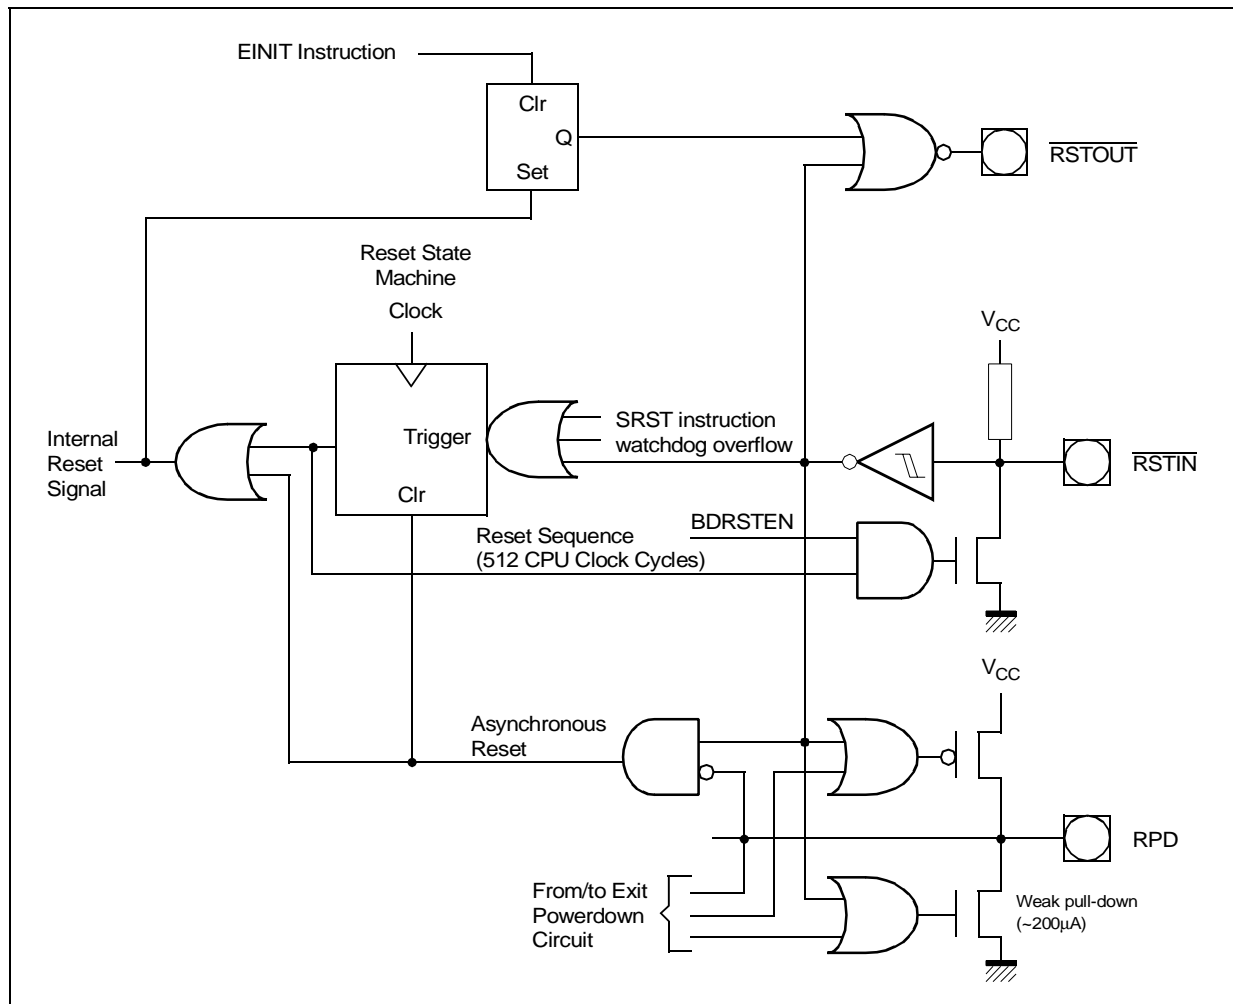 EINIT Instruction
Clr
Q
Set
RSTOUT
Reset State
Machine
Clock
VCC
Trigger
SRST instruction
watchdog overflow
Internal
Reset
Signal
RSTIN
Clr
BDRSTEN
Reset Sequence
(512 CPU Clock Cycles)
VCC
Asynchronous
Reset
RPD
From/to Exit
Powerdown
Circuit
Weak pull-down
(~200µA)